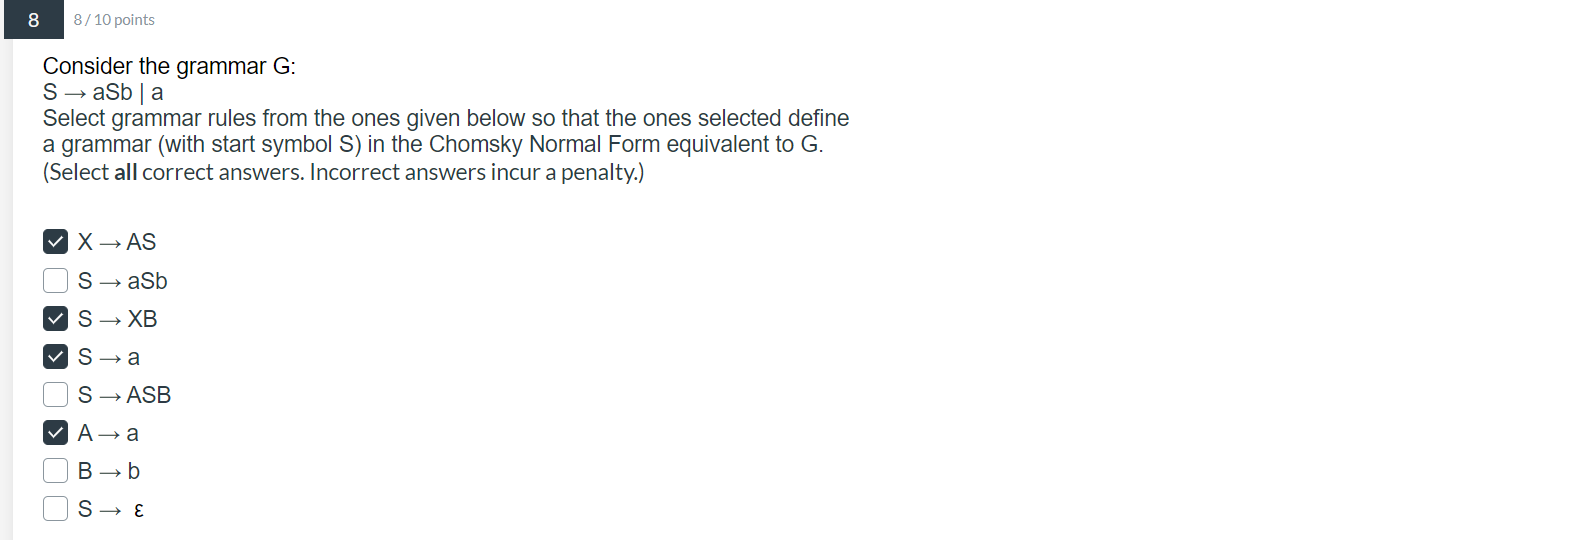 8
8 / 10 points
Consider the grammar G:
S → aSb | a
Select grammar rules from the ones given below so that the ones selected define
a grammar (with start symbol S) in the Chomsky Normal Form equivalent to G.
(Select all correct answers. Incorrect answers incur a penalty.)
X → AS
S → aSb
S → XB
S → a
S → ASB
A → a
B → b
S → ε